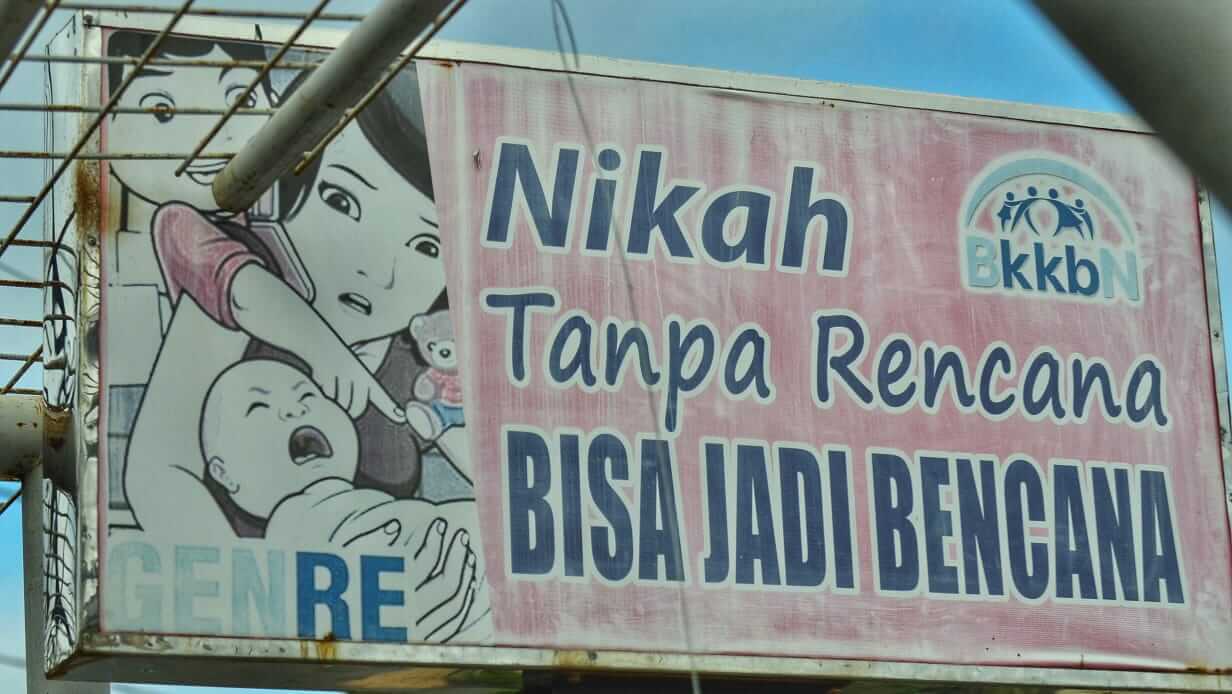 Nikah
BkkbN
Tanpa Rencana
BISA JADI BENCANA
GENRE